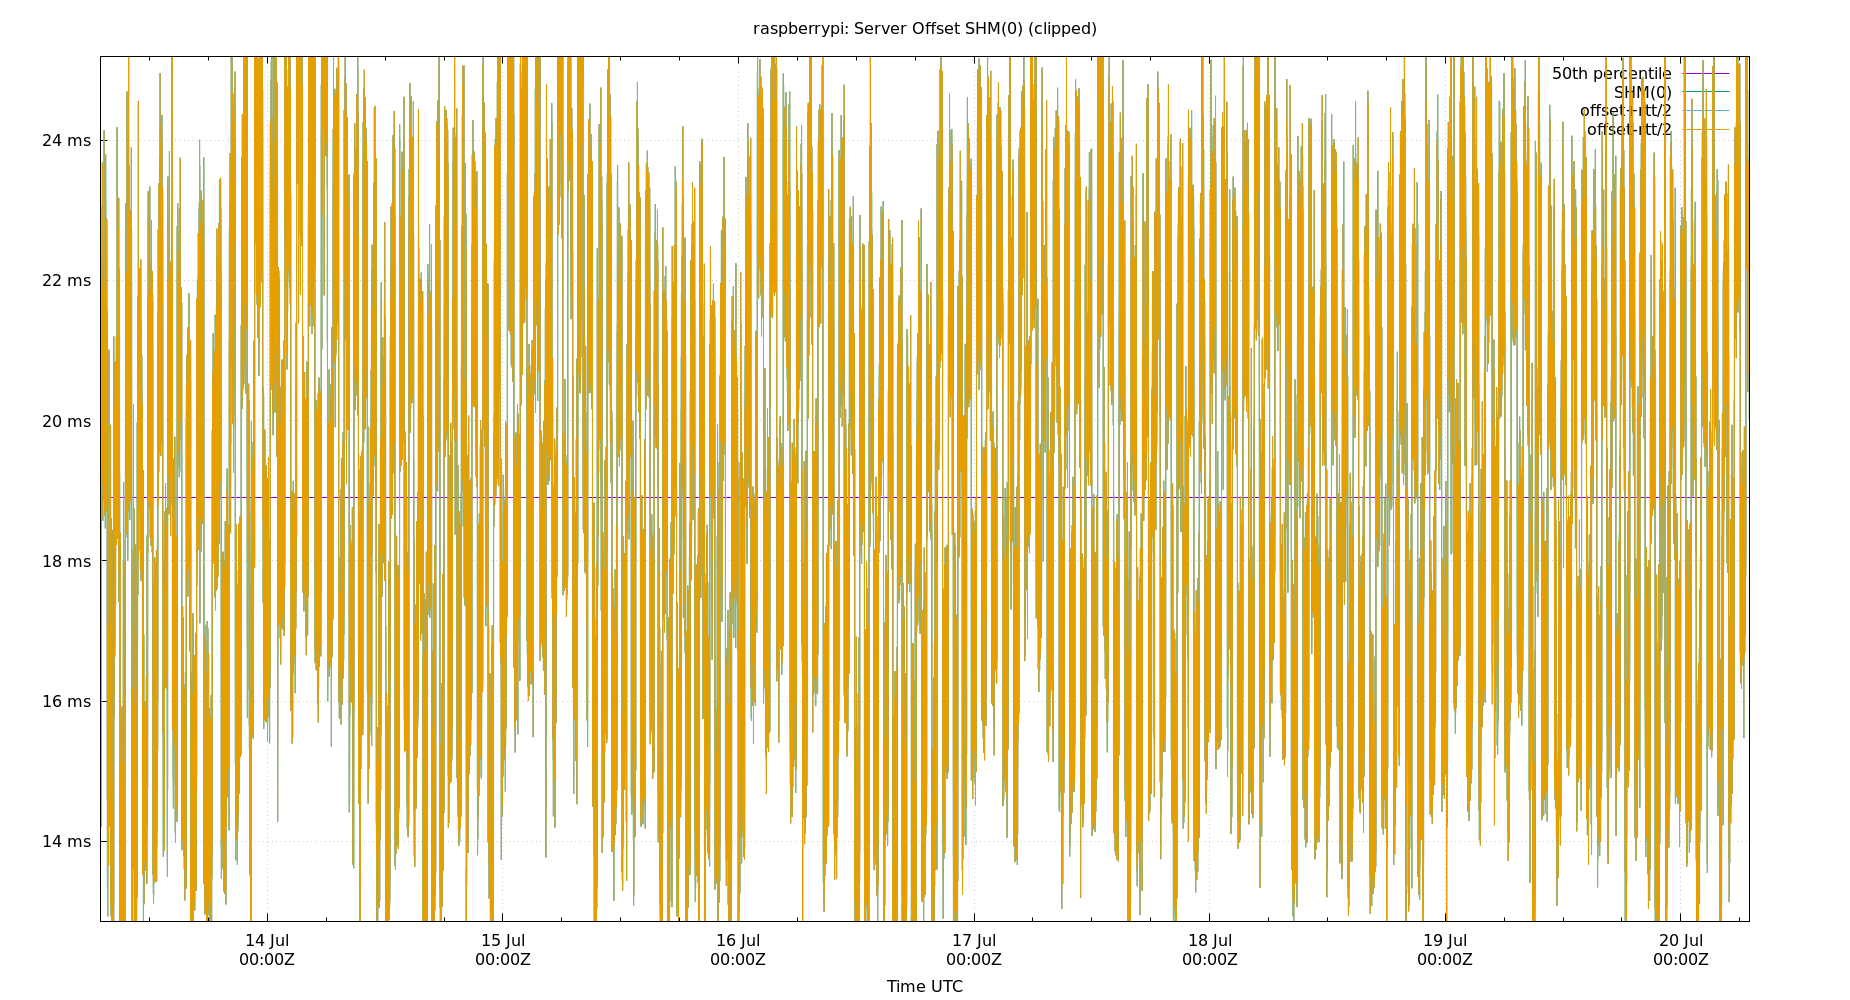 raspberrypi: Server Offset SHM(0) (clipped)
50th percentile
SHM(0)
offset+rtt/2
offset-rtt/2
24 ms
22 ms
20 ms
18 ms
16 ms
14 ms
14 Jul 15 Jul 16 Jul 17 Jul 18 Jul 19 Jul 20 Jul
00:00Z 00:00Z 00:00Z 00:00Z 00:00Z 00:00Z 00:00Z
Time UTC